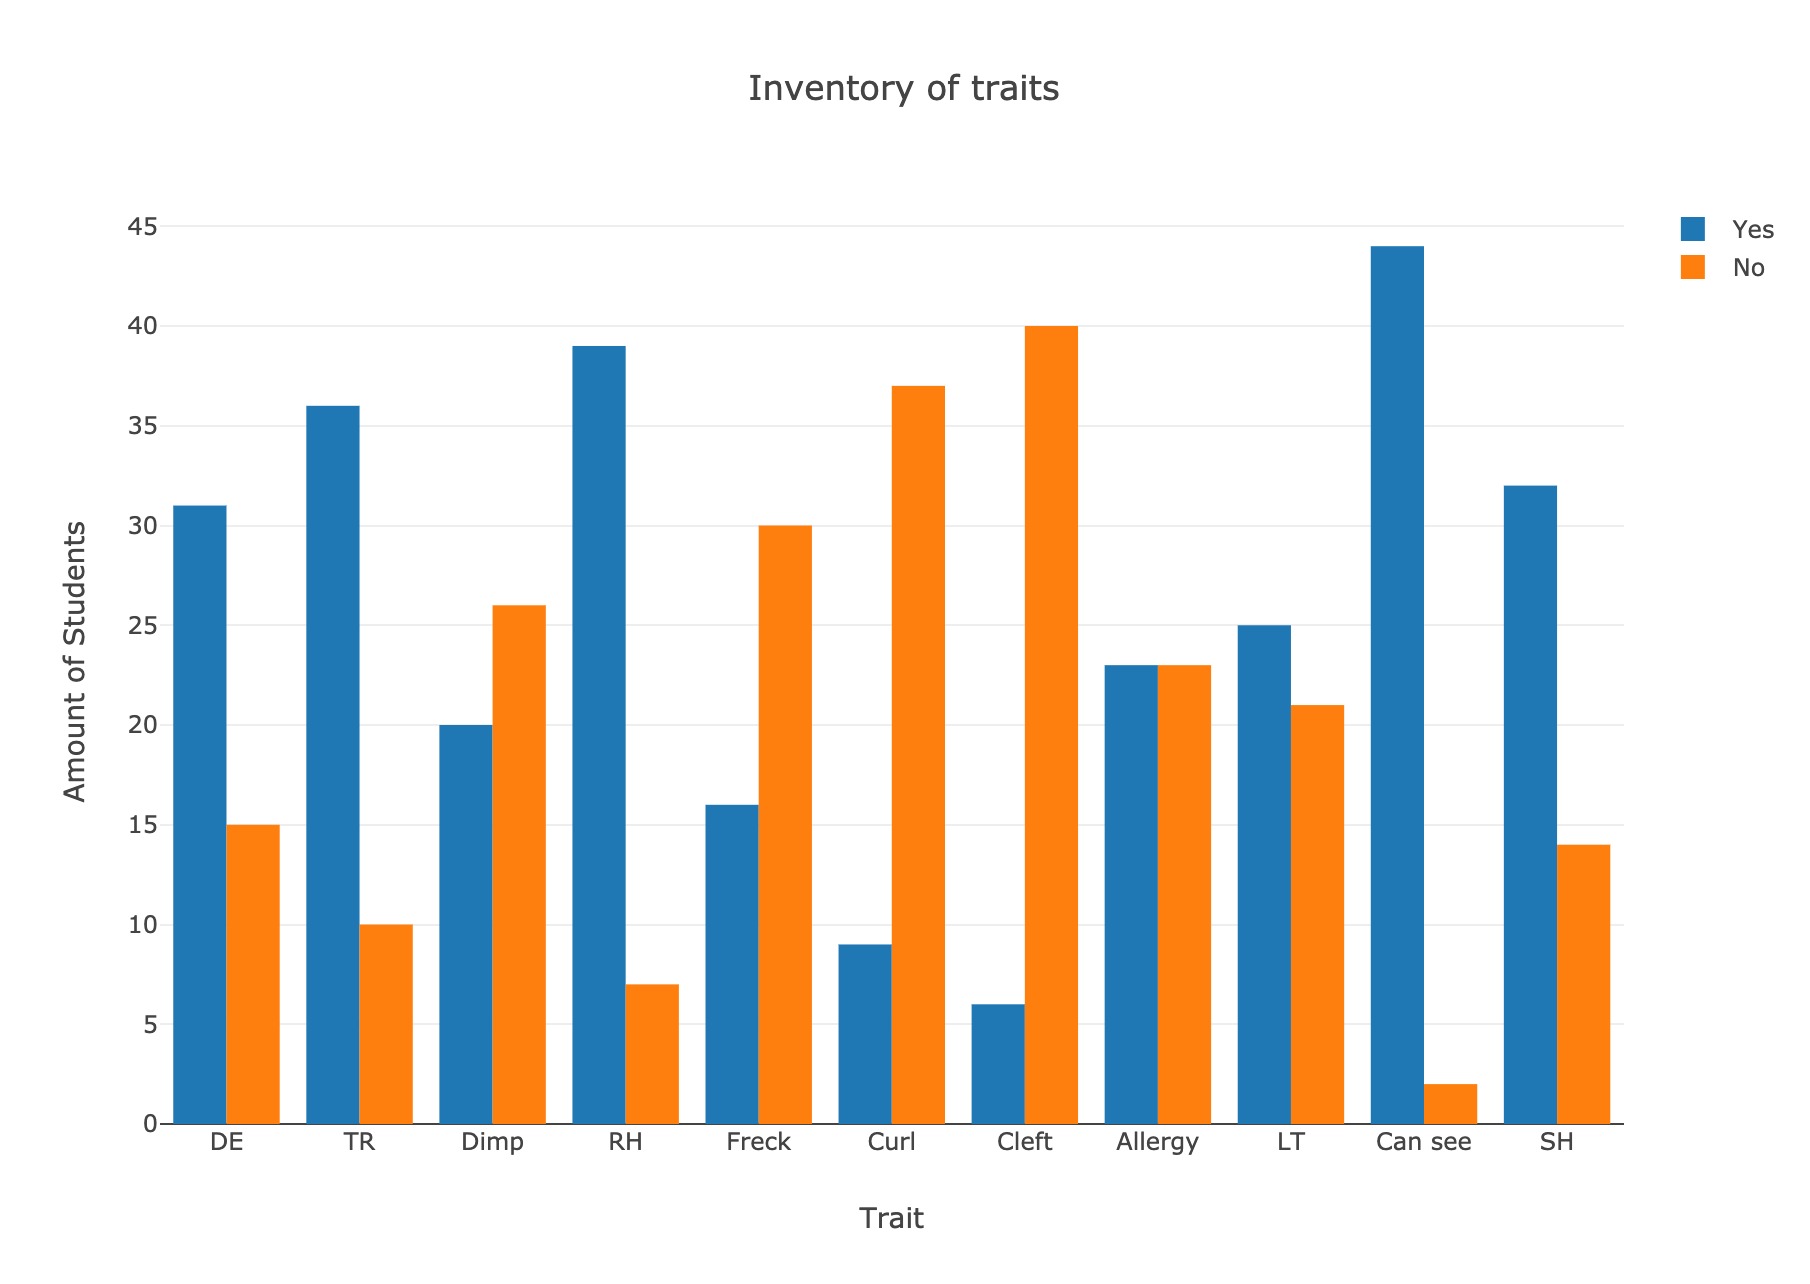 Inventory of traits
45
40
35
30
25
20
15
10
5
0
Amount of Students
DE TR Dimp RH Freck Curl Cleft Allergy LT Can see SH
Trait
Yes
No